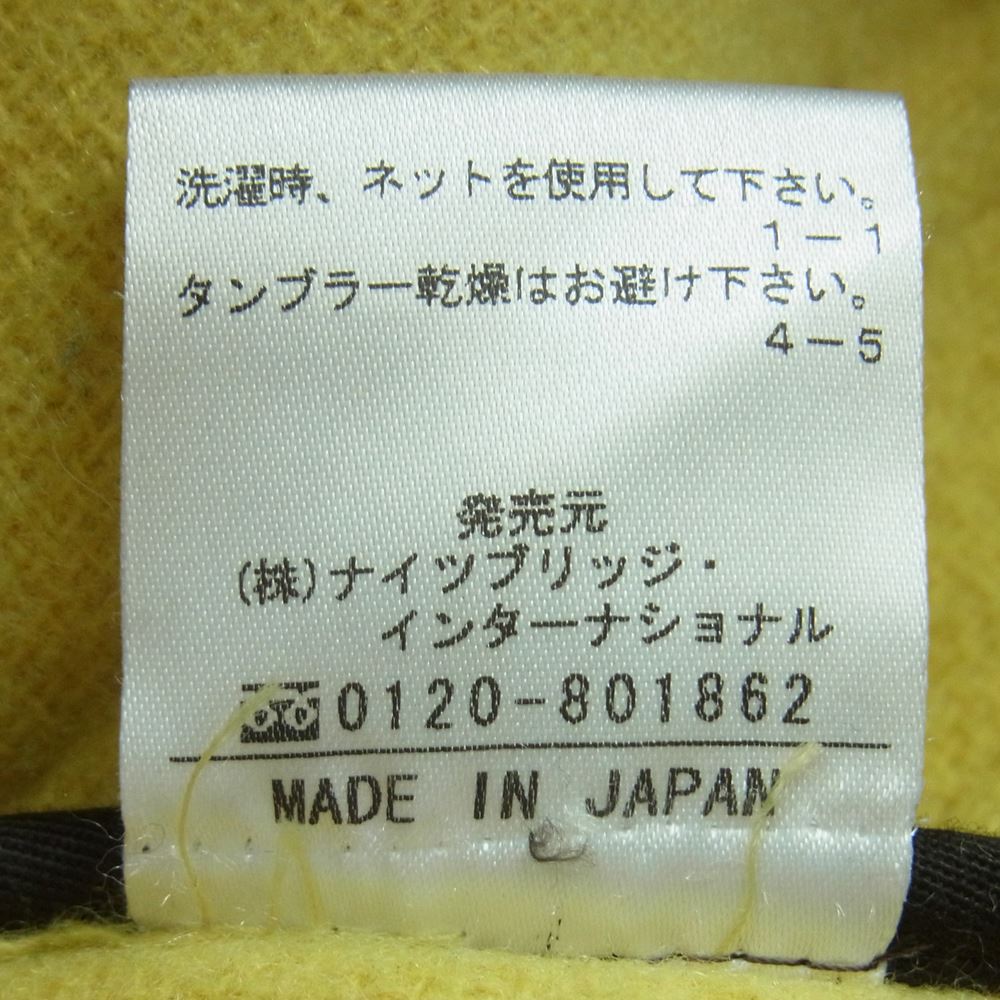 洗濯時、ネットを使用して下さい。
1-1
タンブラー乾燥はお避け下さい。
4-5
発売元
(株)ナイツブリッジ・
インターナショナル
0120-801862
MADE IN JAPAN